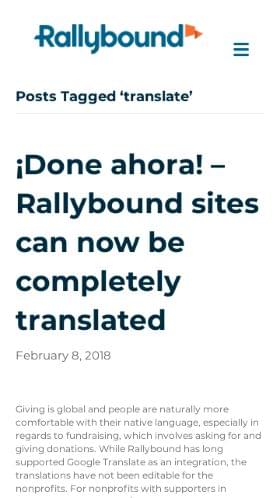 Rallybound
Posts Tagged ‘translate’
¡Done ahora! –
Rallybound sites
can now be
completely
translated
February 8, 2018
Giving is global and people are naturally more
comfortable with their native language, especially in
regards to fundraising, which involves asking for and
giving donations. While Rallybound has long
supported Google Translate as an integration, the
translations have not been editable for the
nonprofits. For nonprofits with supporters in